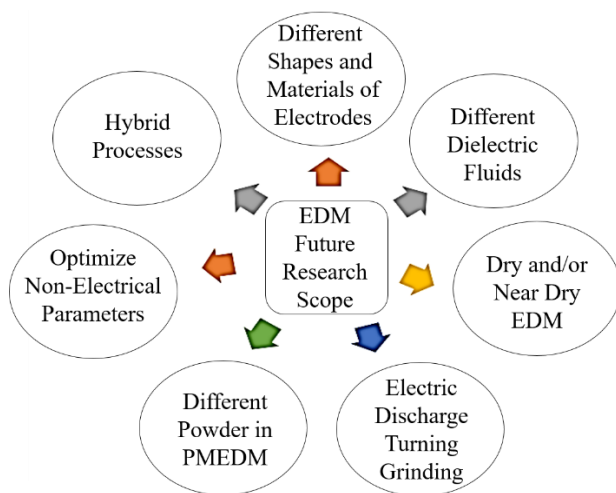 Different
Shapes and
Materials of
Electrodes
Different
Dielectric
Fluids
Dry and/or
Near Dry
EDM
Electric
Discharge
Turning
Grinding
Different
Powder in
PMEDM
Optimize
Non-Electrical
Parameters
Hybrid
Processes
EDM
Future
Research
Scope